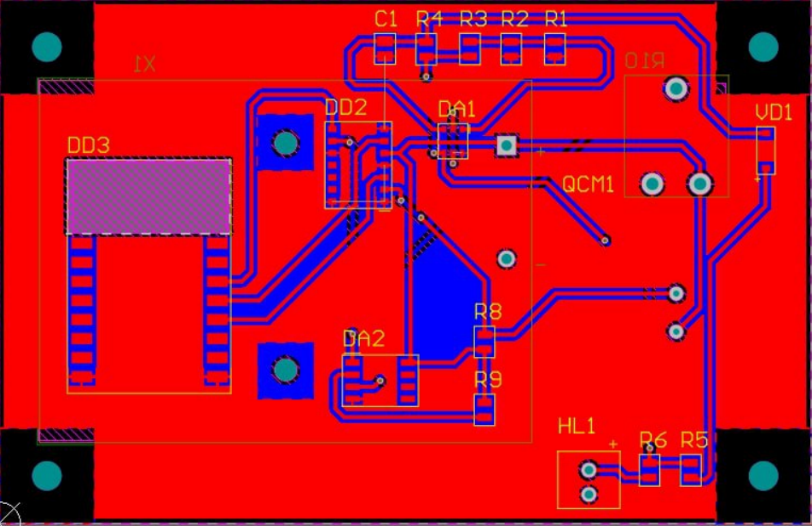 C1 R4 R3 R2 R1
X1
R10
DD2
DA1
VD1
DD3
+
+
QCM1
−
R8
DA2
R9
HL1
+
R6 R5